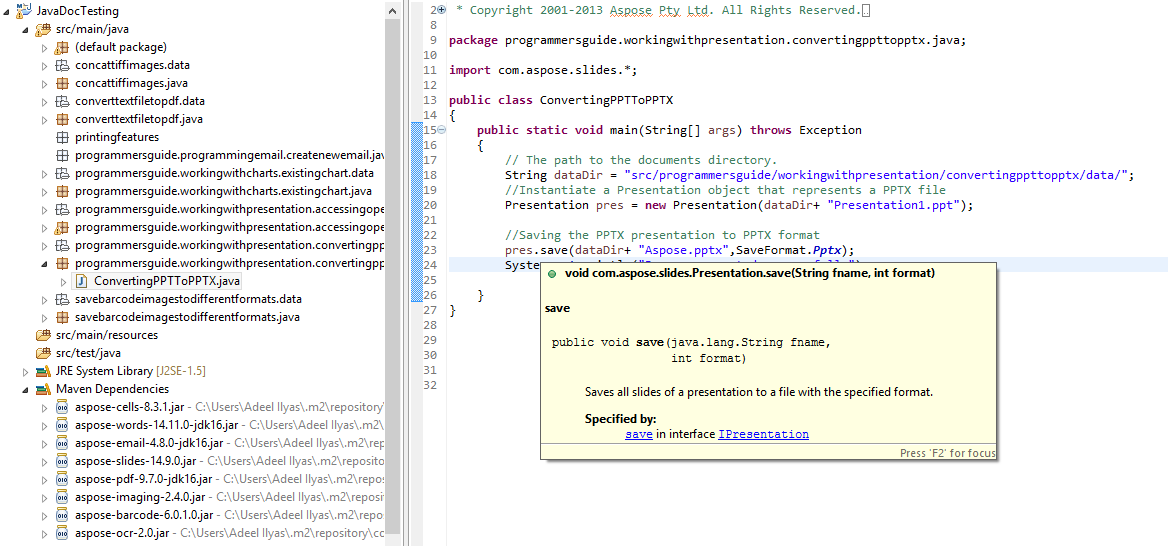 JavaDocTesting
src/main/java
(default package)
concattiffimages.data
concattiffimages.java
converttextfiletopdf.data
converttextfiletopdf.java
printingfeatures
programmersguide.programmingemail.createnewemail.jav
programmersguide.workingwithcharts.existingchart.data
programmersguide.workingwithcharts.existingchart.java
programmersguide.workingwithpresentation.accessingope
programmersguide.workingwithpresentation.accessingope
programmersguide.workingwithpresentation.convertingpp
programmersguide.workingwithpresentation.convertingpp
ConvertingPPTToPPTX.java
savebarcodeimagestodifferentformats.data
savebarcodeimagestodifferentformats.java
src/main/resources
src/test/java
JRE System Library [J2SE-1.5]
Maven Dependencies
aspose-cells-8.3.1.jar - C:\Users\Adeel Ilyas\.m2\repository\
aspose-words-14.11.0-jdk16.jar - C:\Users\Adeel Ilyas\.m2\
aspose-email-4.8.0-jdk16.jar - C:\Users\Adeel Ilyas\.m2\rep
aspose-slides-14.9.0.jar - C:\Users\Adeel Ilyas\.m2\reposito
aspose-pdf-9.7.0-jdk16.jar - C:\Users\Adeel Ilyas\.m2\repos
aspose-imaging-2.4.0.jar - C:\Users\Adeel Ilyas\.m2\reposi
aspose-barcode-6.0.1.0.jar - C:\Users\Adeel Ilyas\.m2\repo
aspose-ocr-2.0.jar - C:\Users\Adeel Ilyas\.m2\repository\co
2 * Copyright 2001-2013 Aspose Pty Ltd. All Rights Reserved.
8
9 package programmersguide.workingwithpresentation.convertingppttopptx.java;
10
11 import com.aspose.slides.*;
12
13 public class ConvertingPPTToPPTX
14 {
15 public static void main(String[] args) throws Exception
16 {
17 // The path to the documents directory.
18 String dataDir = "src/programmersguide/workingwithpresentation/convertingppttopptx/data/";
19 //Instantiate a Presentation object that represents a PPTX file
20 Presentation pres = new Presentation(dataDir+ "Presentation1.ppt");
21
22 //Saving the PPTX presentation to PPTX format
23 pres.save(dataDir+ "Aspose.pptx",SaveFormat.Pptx);
24 System
25
26 }
27 }
28
29
30
31
32
void com.aspose.slides.Presentation.save(String fname, int format)
save
public void save(java.lang.String fname,
int format)
Saves all slides of a presentation to a file with the specified format.
Specified by:
save in interface IPresentation
Press 'F2' for focus